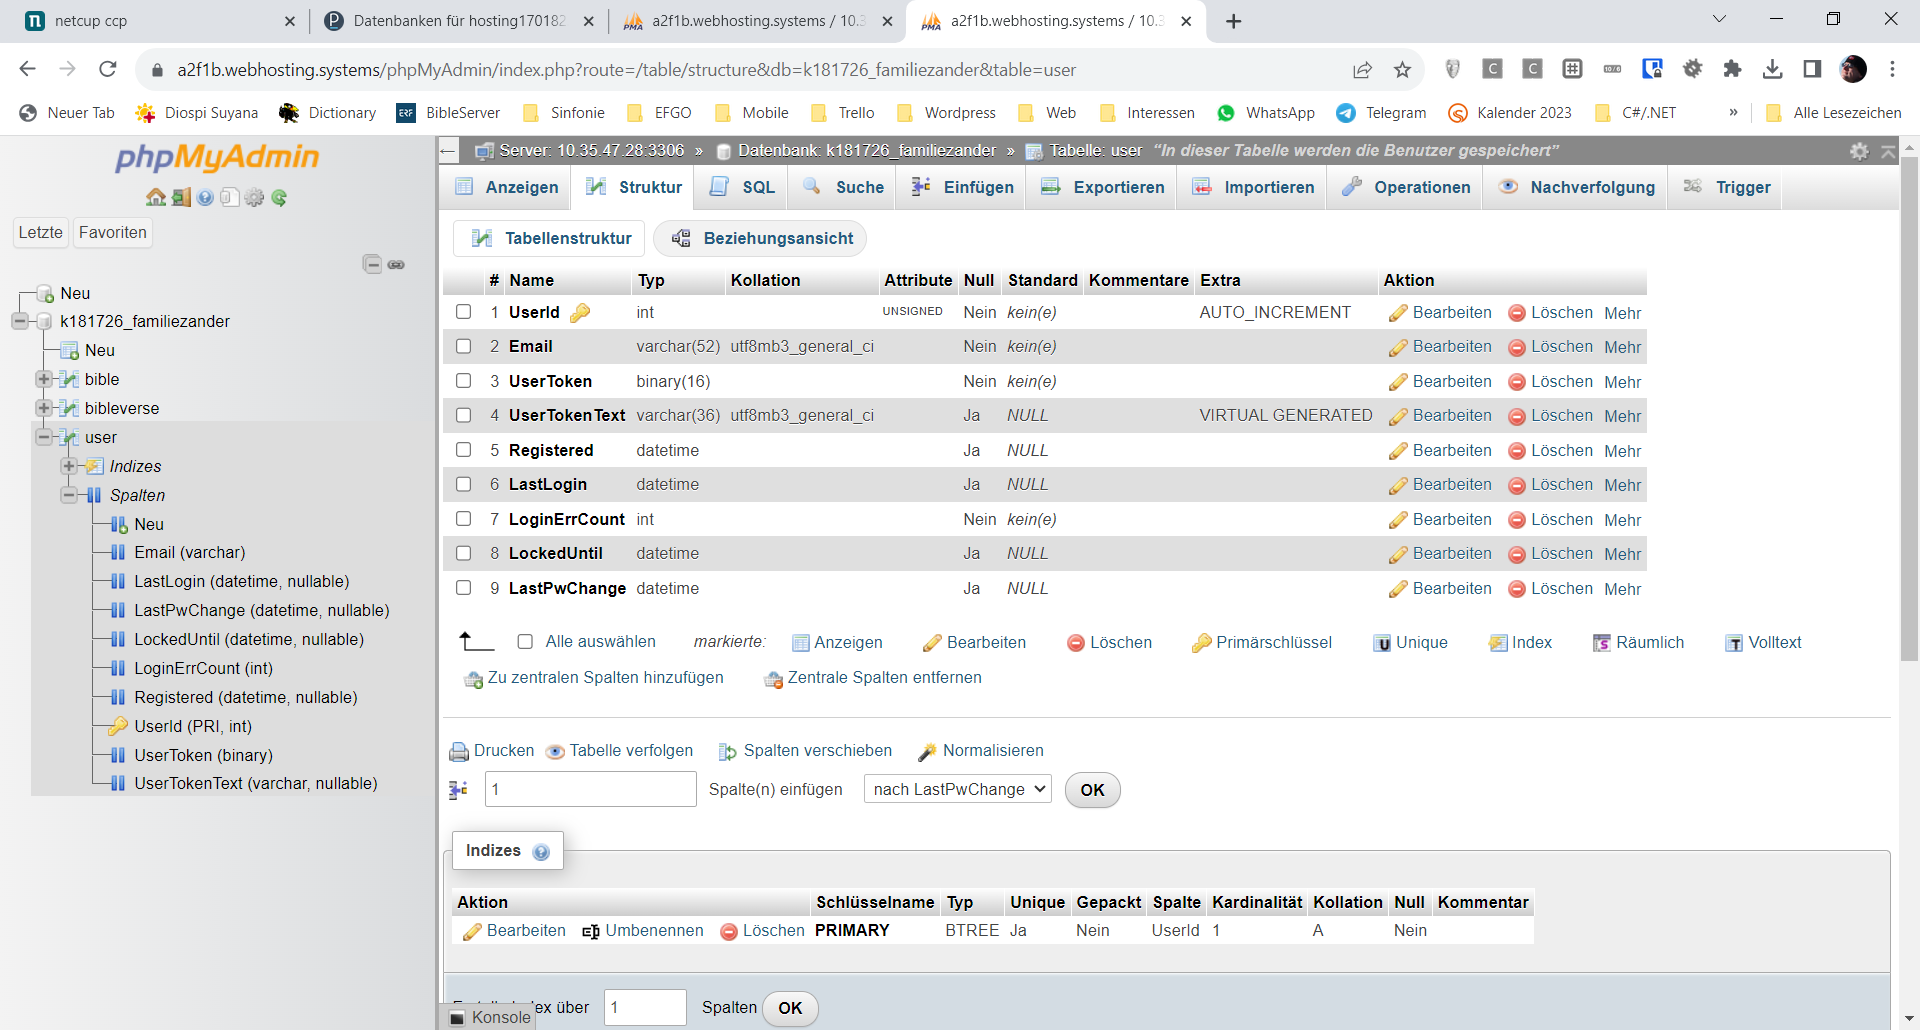 netcup ccp
Datenbanken für hosting170182
a2f1b.webhosting.systems / 10.3
a2f1b.webhosting.systems / 10.3
a2f1b.webhosting.systems/phpMyAdmin/index.php?route=/table/structure&db=k181726_familiezander&table=user
Neuer Tab
Diospi Suyana
Dictionary
BibleServer
Sinfonie
EFGO
Mobile
Trello
Wordpress
Web
Interessen
WhatsApp
Telegram
Kalender 2023
C#/.NET
»
Alle Lesezeichen
phpMyAdmin
Letzte
Favoriten
Neu
k181726_familiezander
Neu
bible
bibleverse
user
Indizes
Spalten
Neu
Email (varchar)
LastLogin (datetime, nullable)
LastPwChange (datetime, nullable)
LockedUntil (datetime, nullable)
LoginErrCount (int)
Registered (datetime, nullable)
UserId (PRI, int)
UserToken (binary)
UserTokenText (varchar, nullable)
Server: 10.35.47.28:3306 » Datenbank: k181726_familiezander » Tabelle: user "In dieser Tabelle werden die Benutzer gespeichert"
Anzeigen Struktur SQL Suche Einfügen Exportieren Importieren Operationen Nachverfolgung Trigger
Tabellenstruktur Beziehungsansicht
# Name Typ Kollation Attribute Null Standard Kommentare Extra Aktion
1 UserId int UNSIGNED Nein kein(e) AUTO_INCREMENT Bearbeiten Löschen Mehr
2 Email varchar(52) utf8mb3_general_ci Nein kein(e) Bearbeiten Löschen Mehr
3 UserToken binary(16) Nein kein(e) Bearbeiten Löschen Mehr
4 UserTokenText varchar(36) utf8mb3_general_ci Ja NULL VIRTUAL GENERATED Bearbeiten Löschen Mehr
5 Registered datetime Ja NULL Bearbeiten Löschen Mehr
6 LastLogin datetime Ja NULL Bearbeiten Löschen Mehr
7 LoginErrCount int Nein kein(e) Bearbeiten Löschen Mehr
8 LockedUntil datetime Ja NULL Bearbeiten Löschen Mehr
9 LastPwChange datetime Ja NULL Bearbeiten Löschen Mehr
Alle auswählen markierte: Anzeigen Bearbeiten Löschen Primärschlüssel Unique Index Räumlich Volltext
Zu zentralen Spalten hinzufügen Zentrale Spalten entfernen
Drucken Tabelle verfolgen Spalten verschieben Normalisieren
1 Spalte(n) einfügen nach LastPwChange OK
Indizes
Aktion Schlüsselname Typ Unique Gepackt Spalte Kardinalität Kollation Null Kommentar
Bearbeiten Umbenennen Löschen PRIMARY BTREE Ja Nein UserId 1 A Nein
über 1 Spalten OK
Konsole